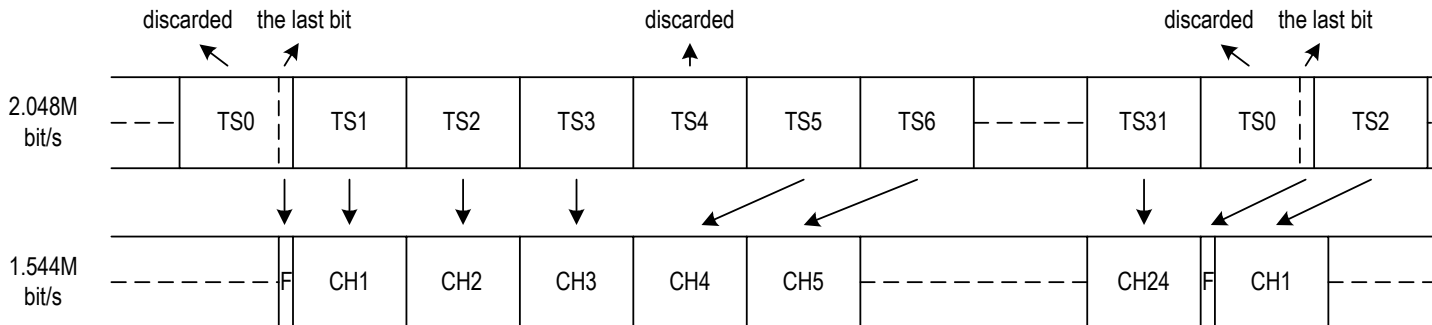 discarded the last bit discarded discarded the last bit
2.048M
bit/s
TS0 TS1 TS2 TS3 TS4 TS5 TS6 TS31 TS0 TS2
1.544M
bit/s
F CH1 CH2 CH3 CH4 CH5 CH24 F CH1